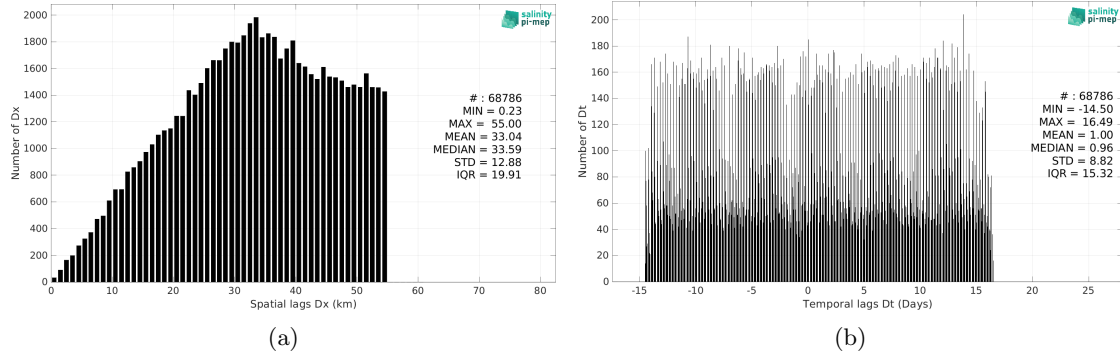 2000
1800
1600
1400
1200
1000
800
600
400
200
0
Number of Dx
0 10 20 30 40 50 60 70 80
Spatial lags Dx (km)
salinity
pi-mep
# : 68786
MIN = 0.23
MAX = 55.00
MEAN = 33.04
MEDIAN = 33.59
STD = 12.88
IQR = 19.91
(a)
200
180
160
140
120
100
80
60
40
20
0
Number of Dt
-15 -10 -5 0 5 10 15 20 25
Temporal lags Dt (Days)
salinity
pi-mep
# : 68786
MIN = -14.50
MAX = 16.49
MEAN = 1.00
MEDIAN = 0.96
STD = 8.82
IQR = 15.32
(b)